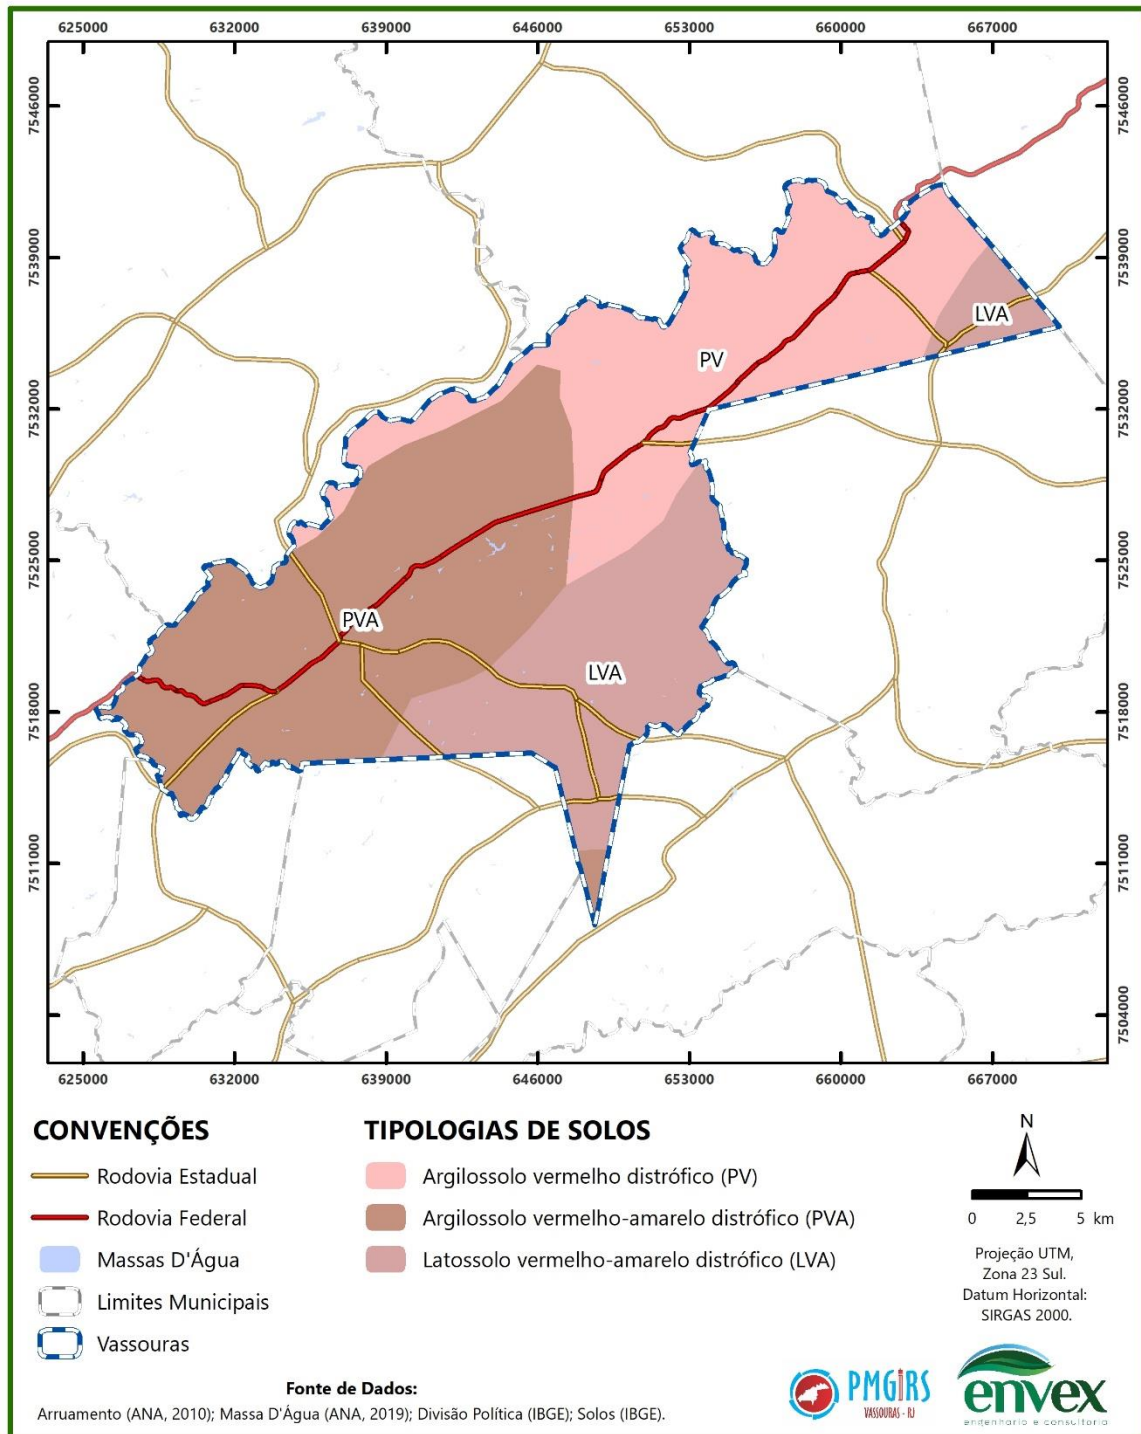 625000 632000 639000 646000 653000 660000 667000
7546000 7546000
7539000 7539000
LVA
PV
7532000 7532000
7525000 7525000
PVA
LVA
7518000 7518000
7511000 7511000
7504000 7504000
625000 632000 639000 646000 653000 660000 667000
CONVENÇÕES
Rodovia Estadual
Rodovia Federal
Massas D'Água
Limites Municipais
Vassouras
TIPOLOGIAS DE SOLOS
Argilossolo vermelho distrófico (PV)
Argilossolo vermelho-amarelo distrófico (PVA)
Latossolo vermelho-amarelo distrófico (LVA)
N
0 2,5 5 km
Projeção UTM,
Zona 23 Sul.
Datum Horizontal:
SIRGAS 2000.
Fonte de Dados:
Arruamento (ANA, 2010); Massa D'Água (ANA, 2019); Divisão Política (IBGE); Solos (IBGE).
PMGIRS
VASSOURAS - RJ
envex
engenharia e consultoria